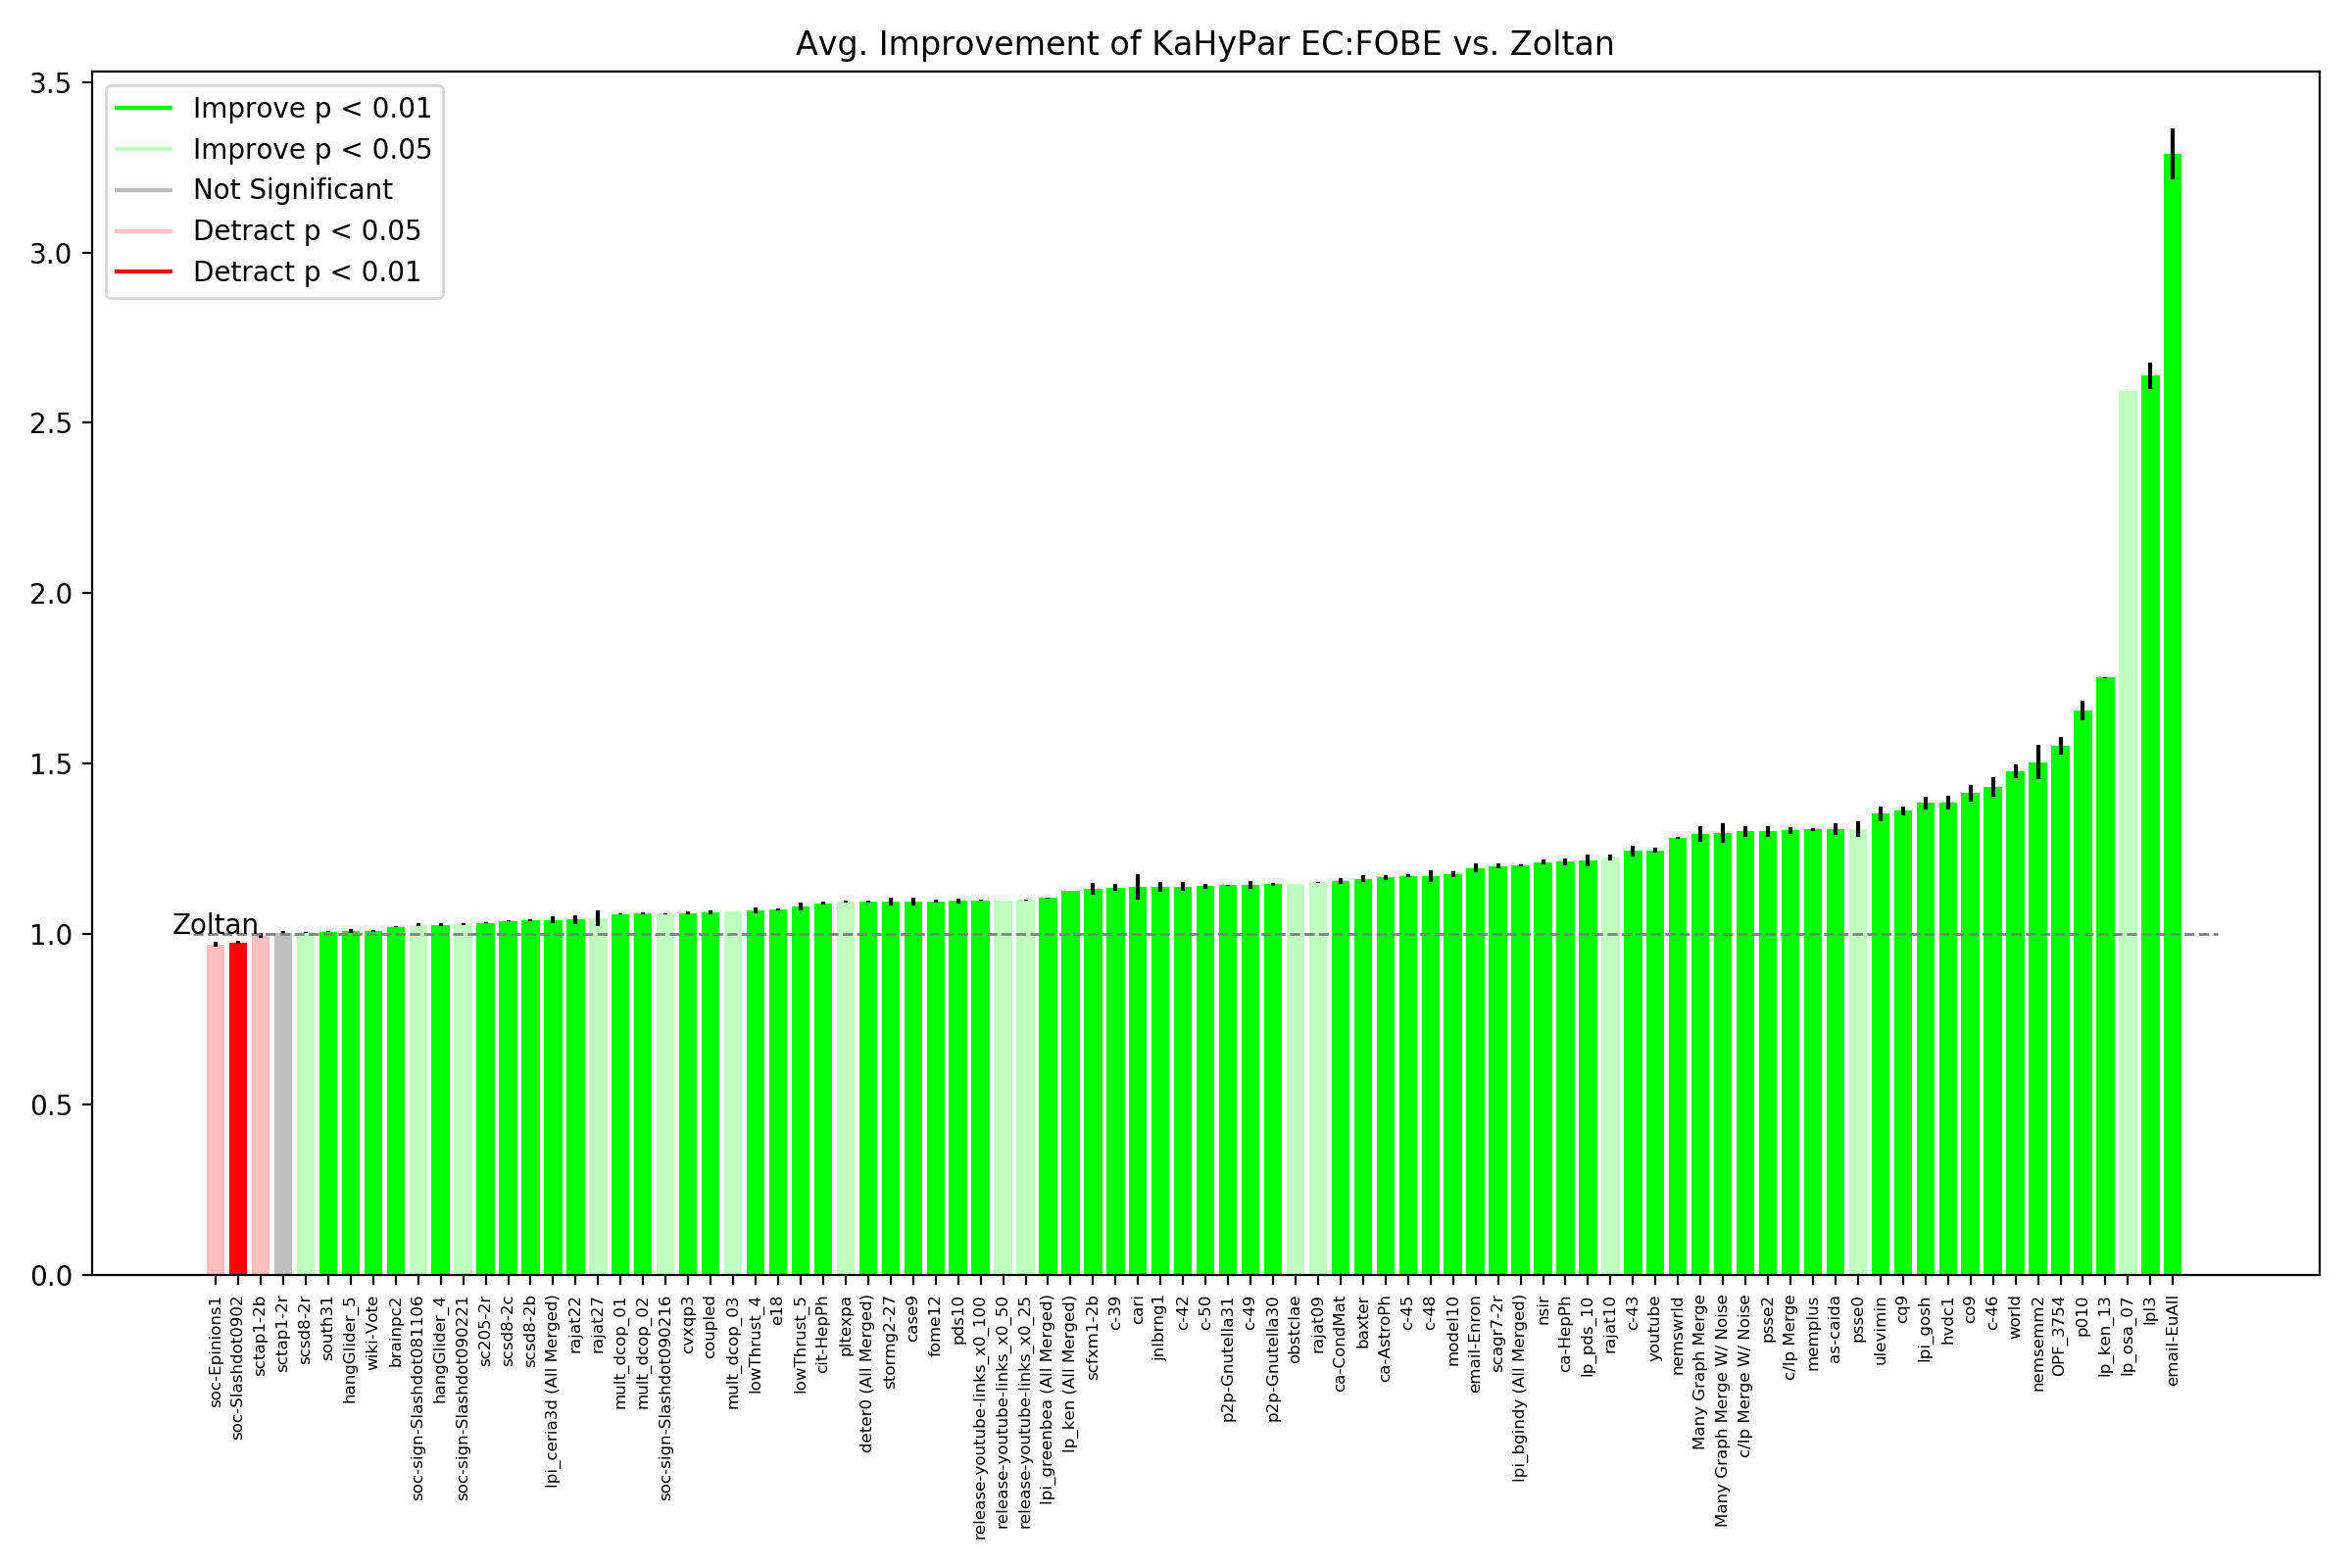 Avg. Improvement of KaHyPar EC:FOBE vs. Zoltan
3.5
3.0
2.5
2.0
1.5
1.0
0.5
0.0
Improve p < 0.01
Improve p < 0.05
Not Significant
Detract p < 0.05
Detract p < 0.01
Zoltan
soc-Epinions1
soc-Slashdot0902
sctap1-2b
sctap1-2r
scsd8-2r
south31
hangGlider_5
wiki-Vote
brainpc2
soc-sign-Slashdot081106
hangGlider_4
soc-sign-Slashdot090221
sc205-2r
scsd8-2c
scsd8-2b
lpi_ceria3d (All Merged)
rajat22
rajat27
mult_dcop_01
mult_dcop_02
soc-sign-Slashdot090216
cvxqp3
coupled
mult_dcop_03
lowThrust_4
e18
lowThrust_5
cit-HepPh
pltexpa
deter0 (All Merged)
stormg2-27
case9
fome12
pds10
release-youtube-links_x0_100
release-youtube-links_x0_50
release-youtube-links_x0_25
lpi_greenbea (All Merged)
lp_ken (All Merged)
scfxm1-2b
c-39
cari
jnlbrng1
c-42
c-50
p2p-Gnutella31
c-49
p2p-Gnutella30
obstclae
rajat09
ca-CondMat
baxter
ca-AstroPh
c-45
c-48
model10
email-Enron
scagr7-2r
lpi_bgindy (All Merged)
nsir
ca-HepPh
lp_pds_10
rajat10
c-43
youtube
nemswrld
Many Graph Merge
Many Graph Merge W/ Noise
c/lp Merge W/ Noise
psse2
c/lp Merge
memplus
as-caida
psse0
ulevimin
cq9
lpi_gosh
hvdc1
co9
c-46
world
nemsemm2
OPF_3754
p010
lp_ken_13
lp_osa_07
lpl3
email-EuAll